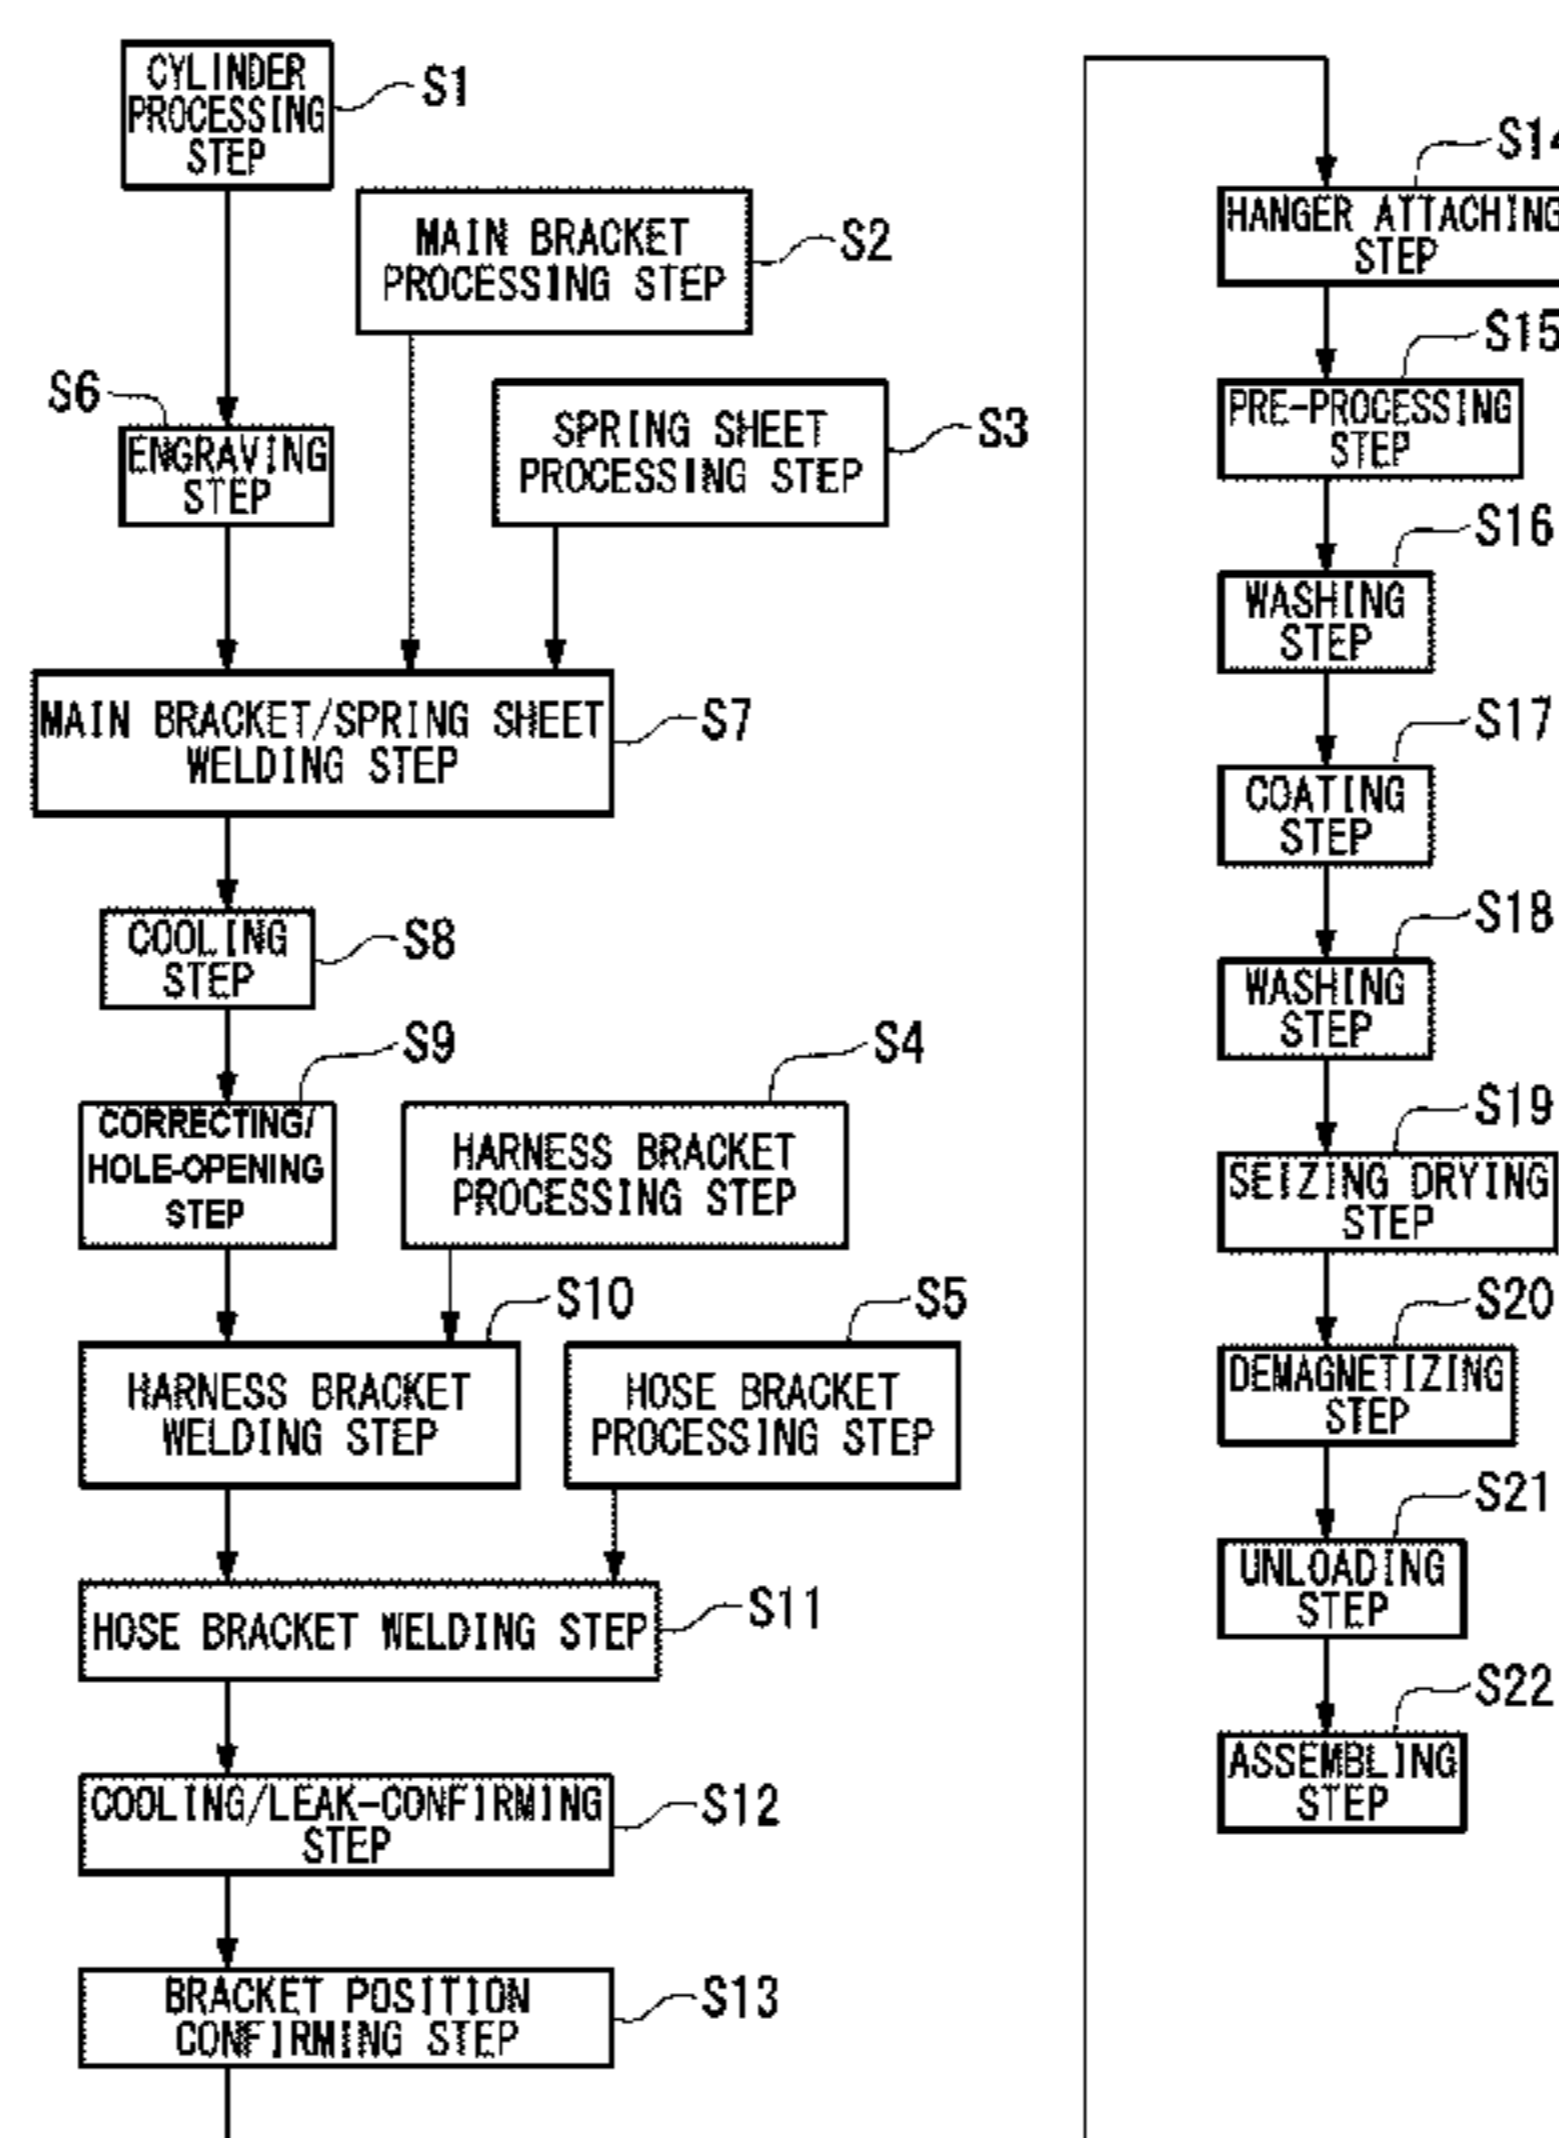 CYLINDER
PROCESSING
STEP
S1
MAIN BRACKET
PROCESSING STEP
S2
S6
ENGRAVING
STEP
SPRING SHEET
PROCESSING STEP
S3
MAIN BRACKET/SPRING SHEET
WELDING STEP
S7
COOLING
STEP
S8
S9
CORRECTING/
HOLE-OPENING
STEP
S4
HARNESS BRACKET
PROCESSING STEP
S10
HARNESS BRACKET
WELDING STEP
S5
HOSE BRACKET
PROCESSING STEP
HOSE BRACKET WELDING STEP
S11
COOLING/LEAK-CONFIRMING
STEP
S12
BRACKET POSITION
CONFIRMING STEP
S13
S14
HANGER ATTACHING
STEP
S15
PRE-PROCESSING
STEP
S16
WASHING
STEP
S17
COATING
STEP
S18
WASHING
STEP
S19
SEIZING DRYING
STEP
S20
DEMAGNETIZING
STEP
S21
UNLOADING
STEP
S22
ASSEMBLING
STEP